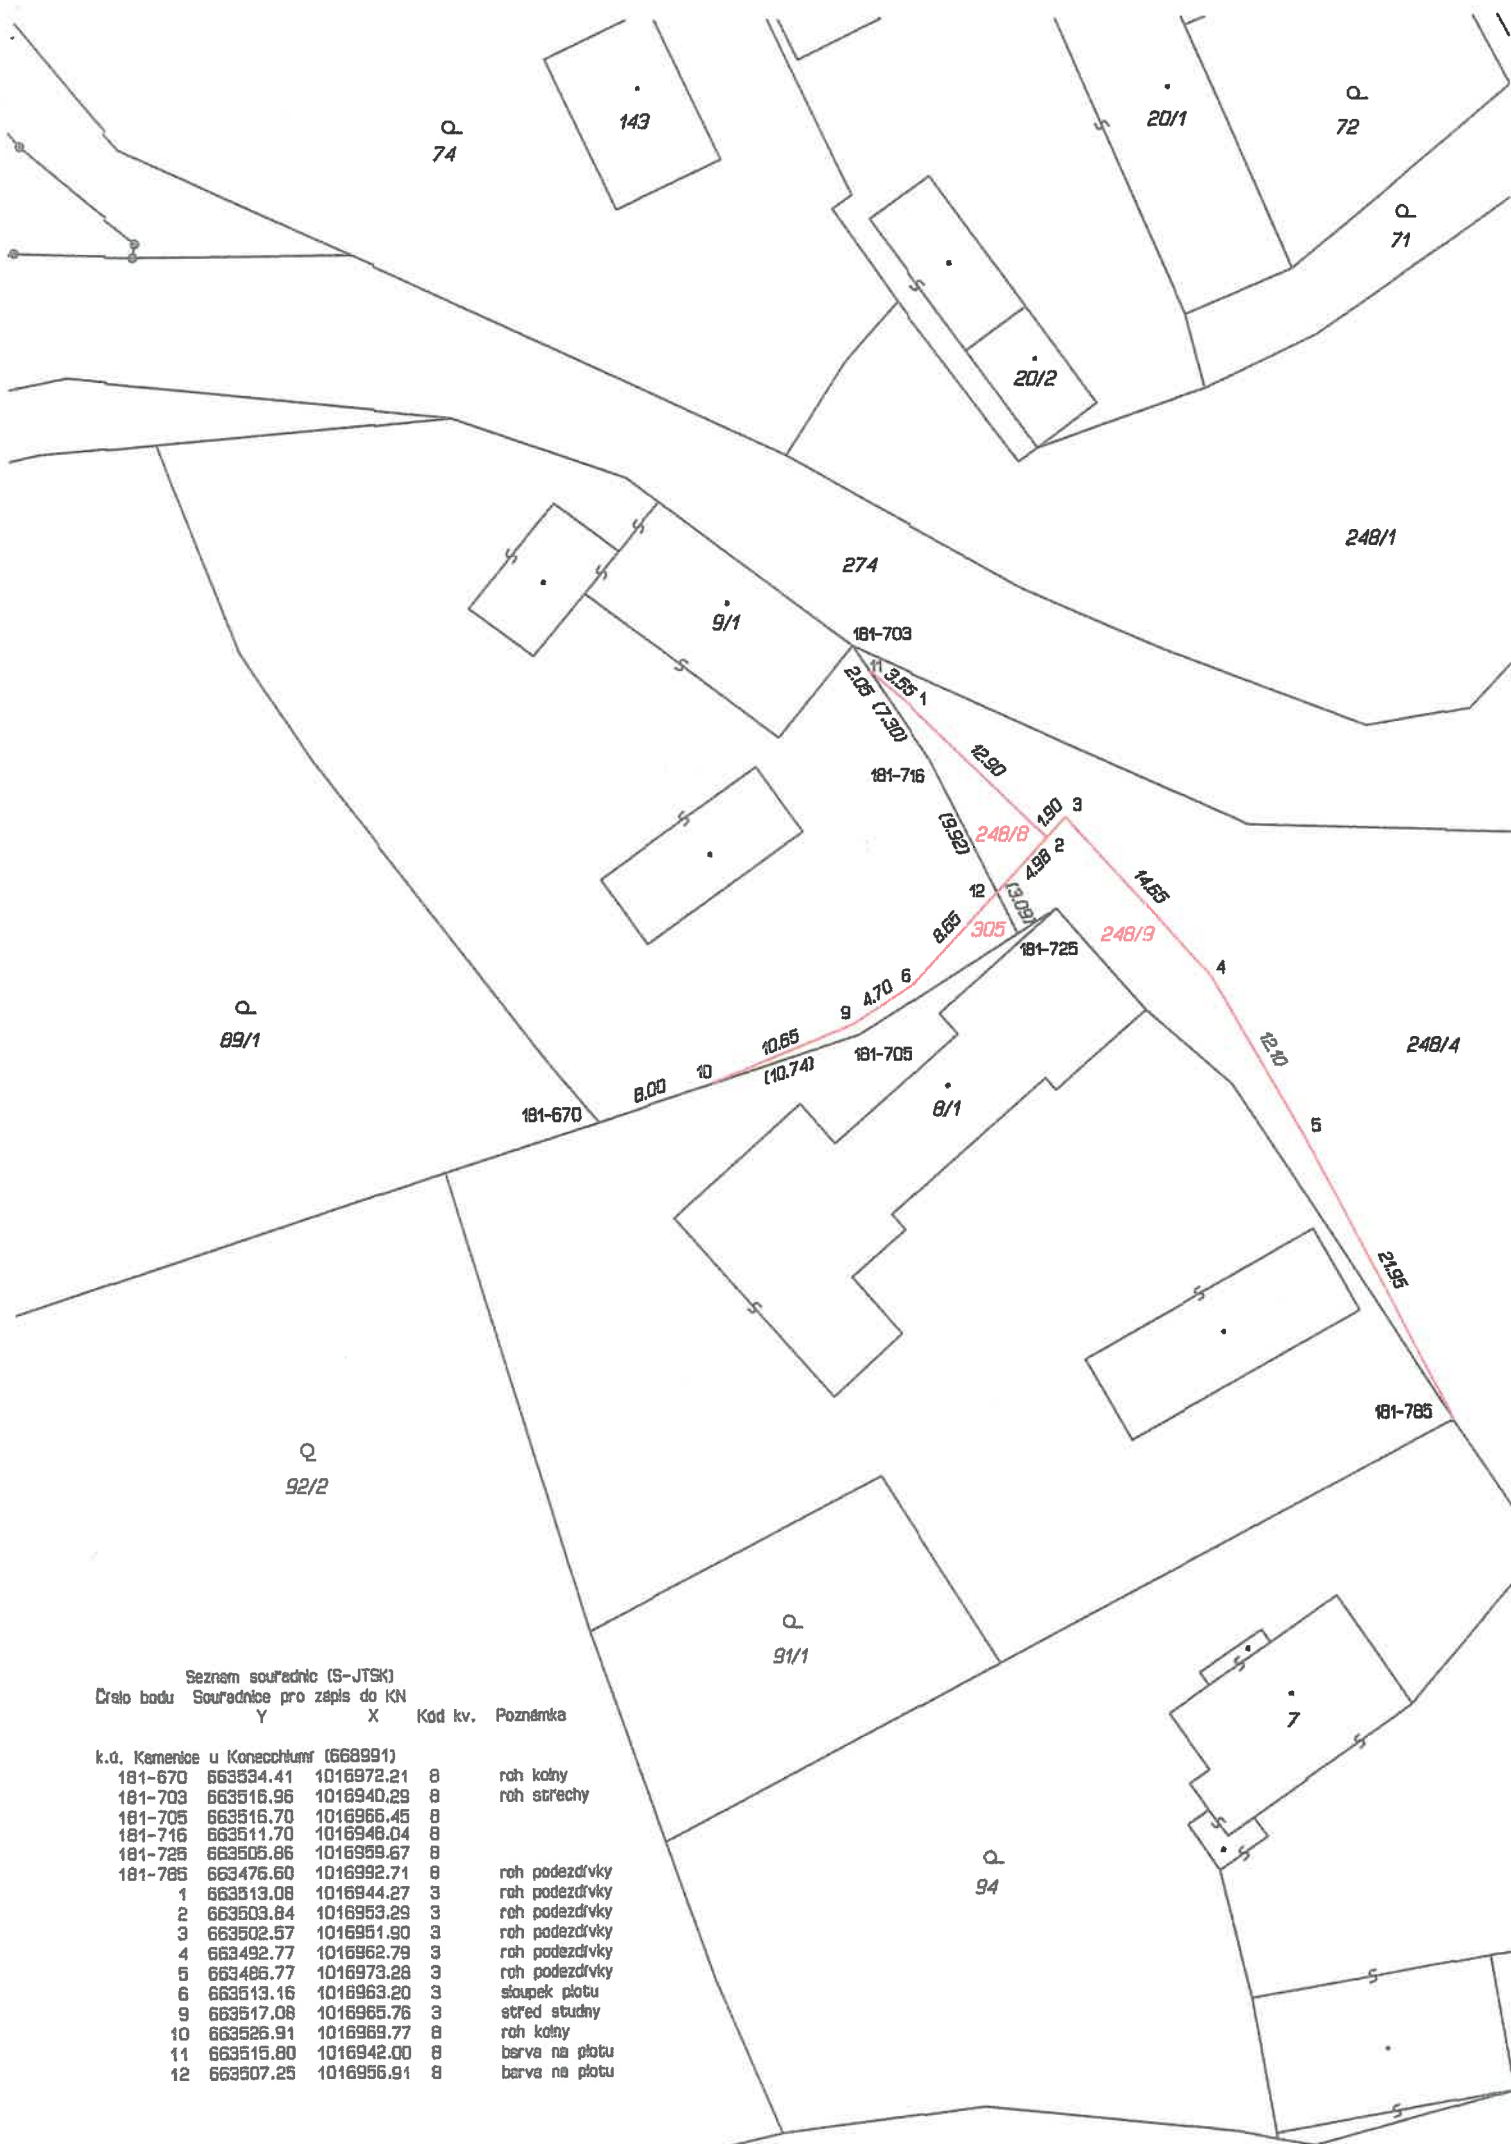 143
74
20/1
72
71
20/2
248/1
274
9/1
181-703
11
3.55
1
2.05
(7.30)
12.90
181-716
(9.92)
248/8
1.90
3
2
4.98
14.65
12
(3.09)
8.65
305
248/9
181-725
4
6
4.70
9
89/1
10.65
12.10
248/4
10
(10.74)
181-705
8.00
8/1
181-670
5
21.95
181-785
92/2
91/1
7
94
Seznam souřadnic (S-JTSK)
Číslo bodu Souřadnice pro zápis do KN
Y X Kód kv. Poznámka
k.ú. Kamenice u Konecchlumí (668991)
181-670 663534.41 1016972.21 8 roh kolny
181-703 663516.96 1016940.29 8 roh střechy
181-705 663516.70 1016966.45 8
181-716 663511.70 1016948.04 8
181-725 663505.86 1016959.67 8
181-785 663476.60 1016992.71 8 roh podezdívky
1 663513.08 1016944.27 3 roh podezdívky
2 663503.84 1016953.29 3 roh podezdívky
3 663502.57 1016951.90 3 roh podezdívky
4 663492.77 1016962.79 3 roh podezdívky
5 663486.77 1016973.28 3 roh podezdívky
6 663513.16 1016963.20 3 sloupek plotu
9 663517.08 1016965.76 3 střed studny
10 663526.91 1016969.77 8 roh kolny
11 663515.80 1016942.00 8 barva na plotu
12 663507.25 1016956.91 8 barva na plotu